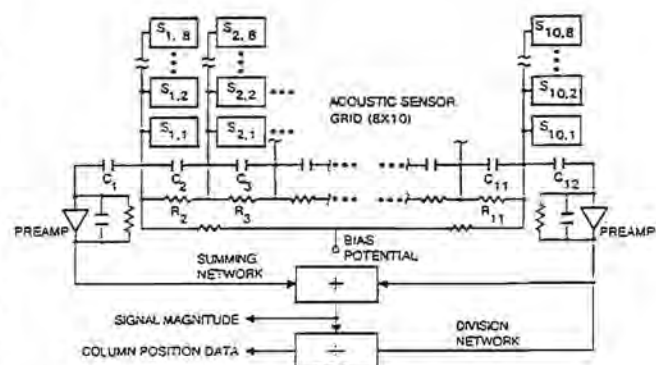 S1, 8 S2, 8 S10, 8
S1, 2 S2, 2 S10, 2
ACOUSTIC SENSOR
GRID (8X10)
S1, 1 S2, 1 S10, 1
C1 C2 C3 C11 C12
R2 R3 R11
PREAMP PREAMP
BIAS
POTENTIAL
SUMMING
NETWORK
+
SIGNAL MAGNITUDE
DIVISION
NETWORK
COLUMN POSITION DATA
÷